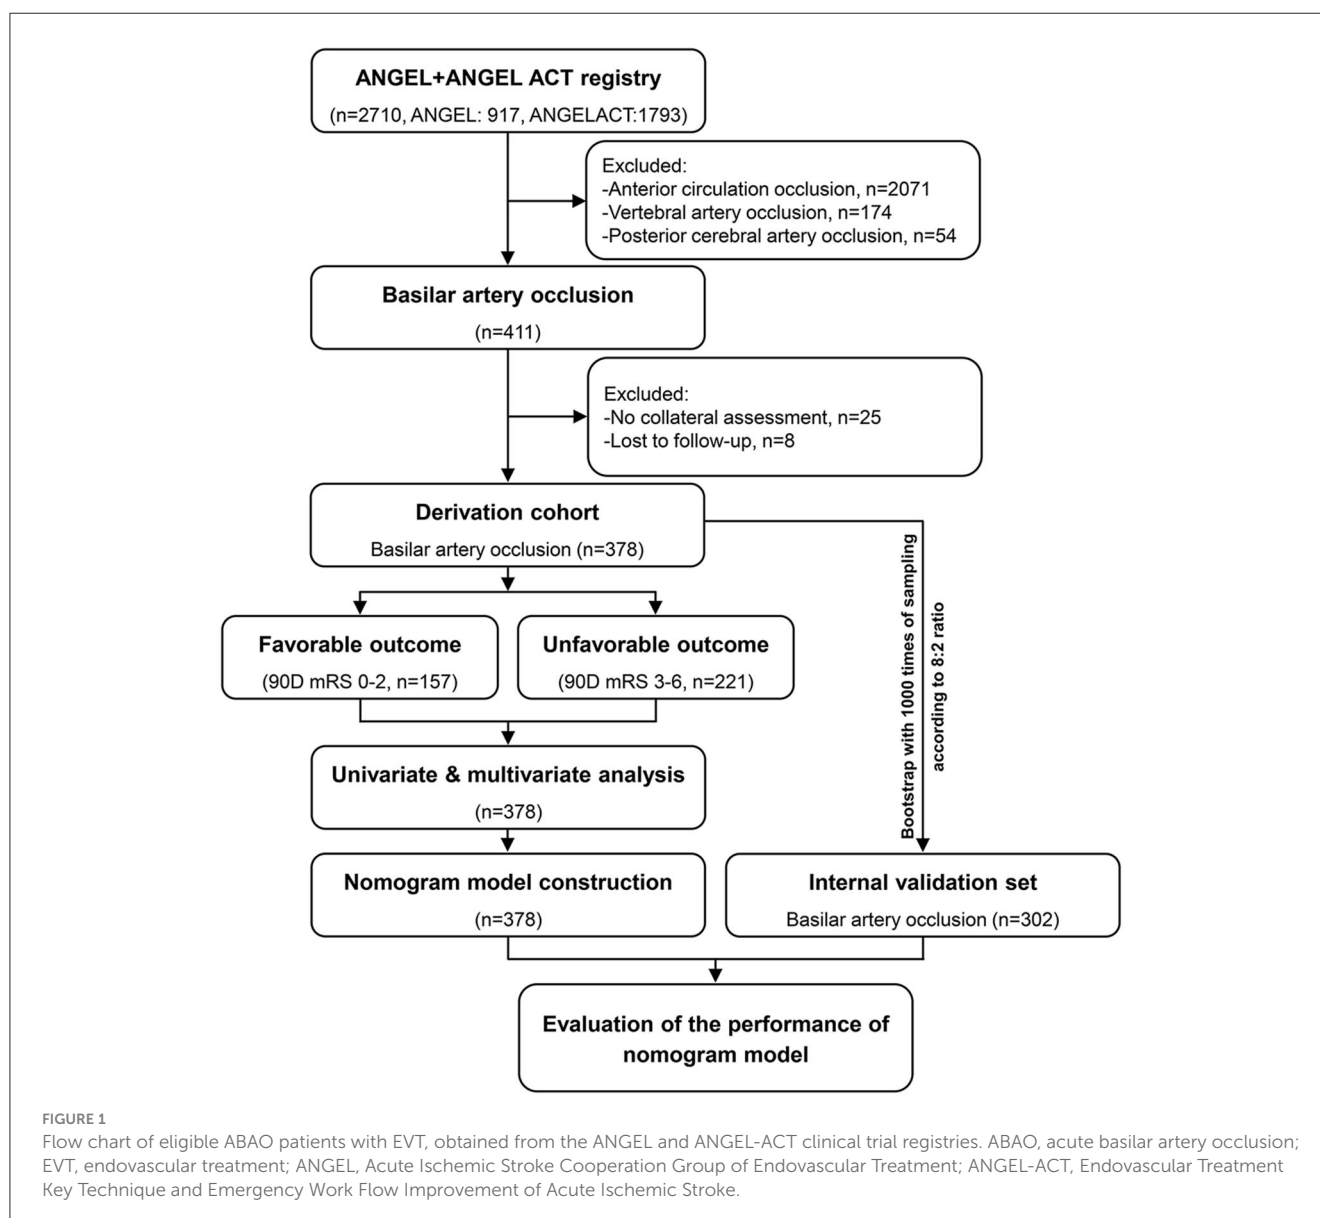 ANGEL+ANGEL ACT registry
(n=2710, ANGEL: 917, ANGELACT:1793)
Excluded:
-Anterior circulation occlusion, n=2071
-Vertebral artery occlusion, n=174
-Posterior cerebral artery occlusion, n=54
Basilar artery occlusion
(n=411)
Excluded:
-No collateral assessment, n=25
-Lost to follow-up, n=8
Derivation cohort
Basilar artery occlusion (n=378)
Bootstrap with 1000 times of sampling
according to 8:2 ratio
Favorable outcome
(90D mRS 0-2, n=157)
Unfavorable outcome
(90D mRS 3-6, n=221)
Univariate & multivariate analysis
(n=378)
Nomogram model construction
(n=378)
Internal validation set
Basilar artery occlusion (n=302)
Evaluation of the performance of
nomogram model
FIGURE 1
Flow chart of eligible ABAO patients with EVT, obtained from the ANGEL and ANGEL-ACT clinical trial registries. ABAO, acute basilar artery occlusion;
EVT, endovascular treatment; ANGEL, Acute Ischemic Stroke Cooperation Group of Endovascular Treatment; ANGEL-ACT, Endovascular Treatment
Key Technique and Emergency Work Flow Improvement of Acute Ischemic Stroke.